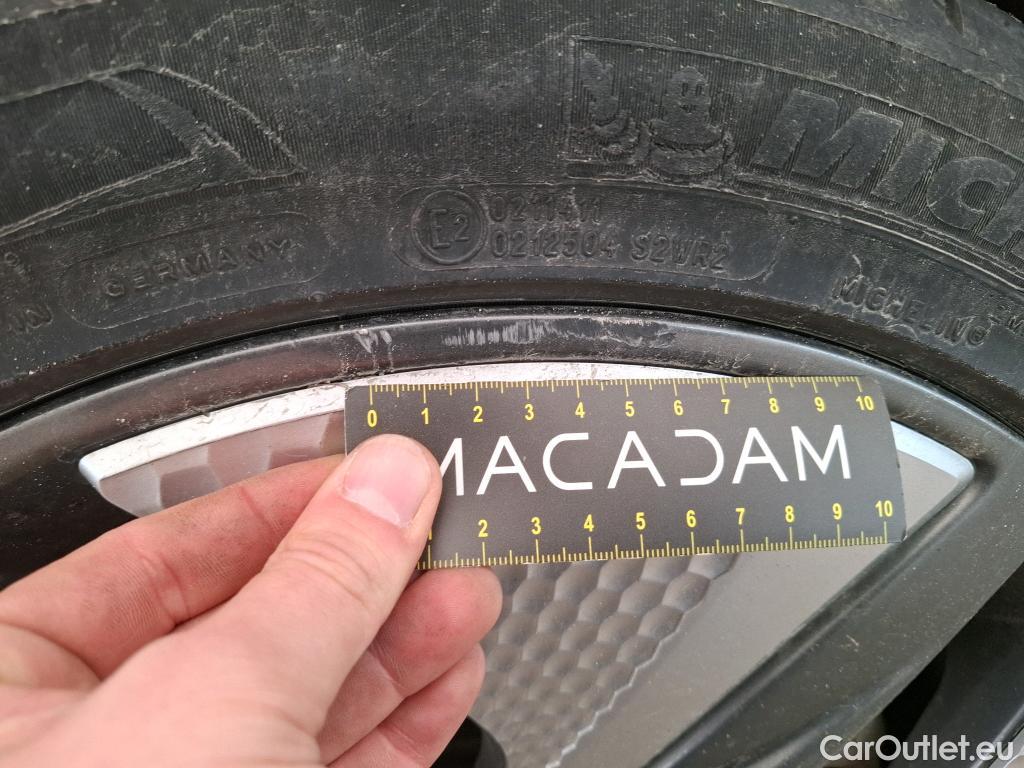 MICH
E2 0211411
0212504 S2WR2
GERMANY
MICHELIN®
0 1 2 3 4 5 6 7 8 9 10
MACADAM
1 2 3 4 5 6 7 8 9 10
CarOutlet.eu